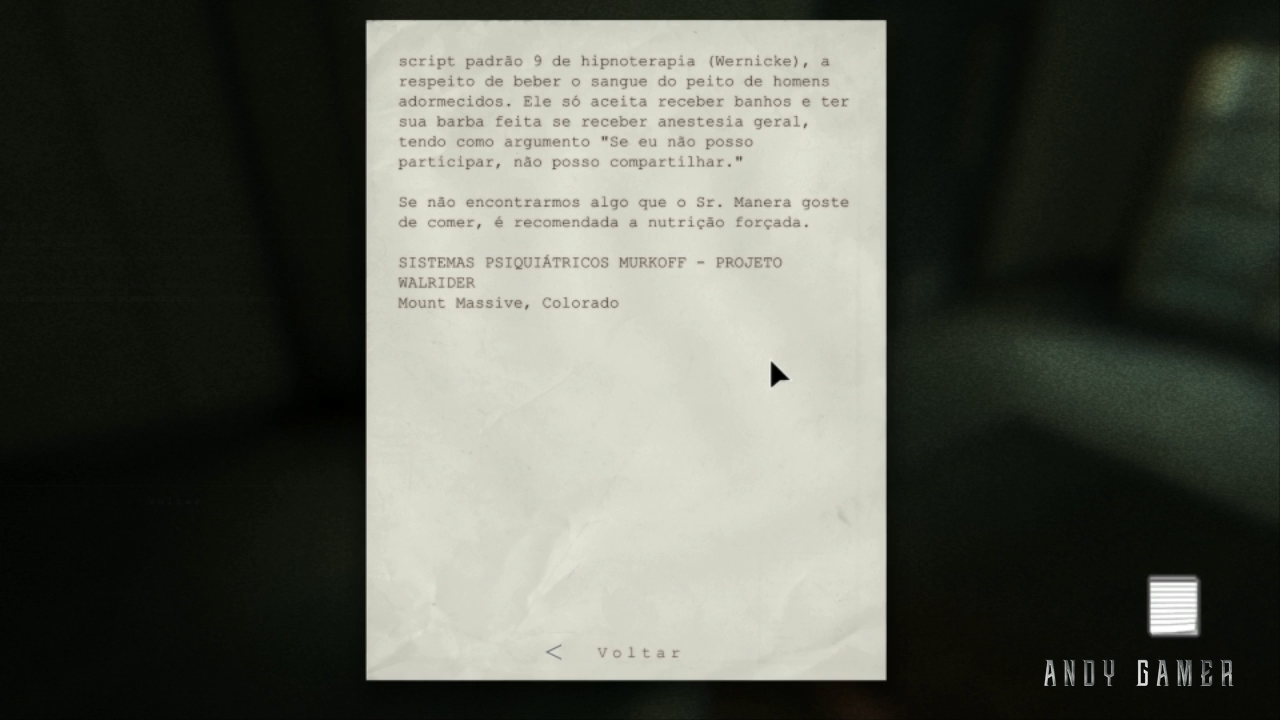 script padrão 9 de hipnoterapia (Wernicke), a
respeito de beber o sangue do peito de homens
adormecidos. Ele só aceita receber banhos e ter
sua barba feita se receber anestesia geral,
tendo como argumento "Se eu não posso
participar, não posso compartilhar."
Se não encontrarmos algo que o Sr. Manera goste
de comer, é recomendada a nutrição forçada.
SISTEMAS PSIQUIÁTRICOS MURKOFF - PROJETO
WALRIDER
Mount Massive, Colorado
< Voltar
ANDY GAMER